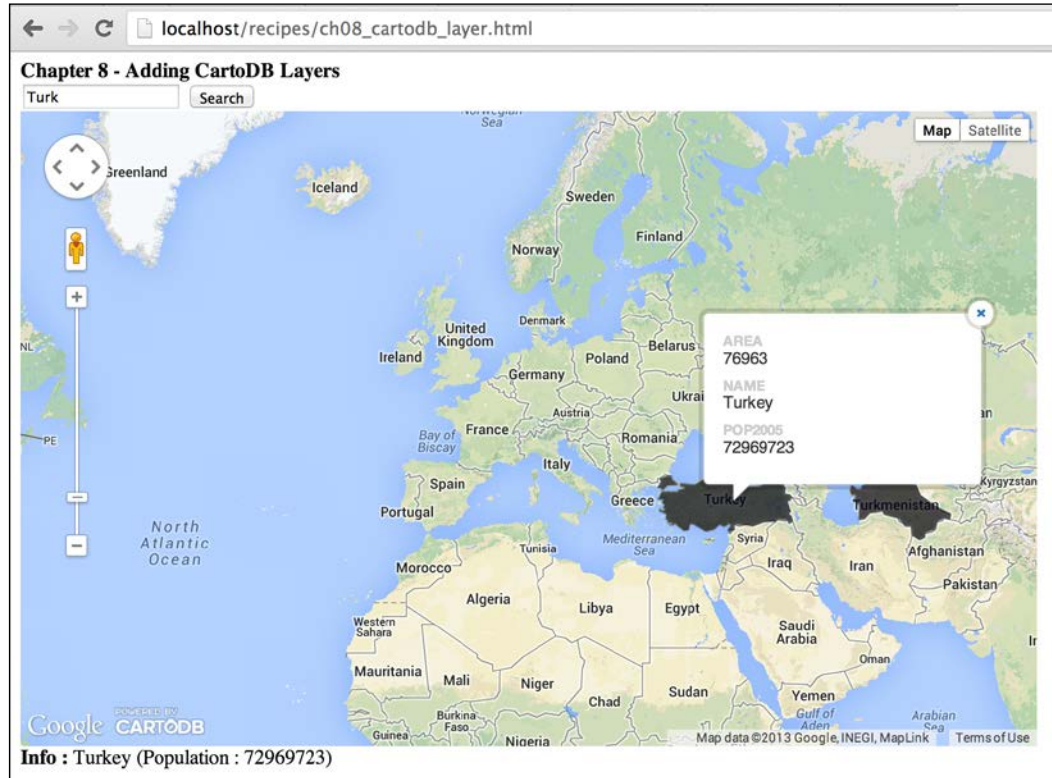 localhost/recipes/ch08_cartodb_layer.html
Chapter 8 - Adding CartoDB Layers
Turk
Search
Norwegian
Sea
Map
Satellite
Greenland
Iceland
Sweden
Norway
Finland
Denmark
United
Kingdom
Ireland
Belarus
Poland
Germany
Ukrai
AREA
76963
NAME
Turkey
POP2005
72969723
NL
PE
Austria
France
Bay of
Biscay
Romania
Italy
Spain
Portugal
Greece
Turkey
Turkmenistan
an
Kyrgyzstan
North
Atlantic
Ocean
Mediterranean
Sea
Syria
Tunisia
Morocco
Iraq
Iran
Afghanistan
Pakistan
Algeria
Libya
Egypt
Western
Sahara
Saudi
Arabia
Oman
Mauritania
Mali
Niger
Chad
Sudan
Yemen
Gulf of
Aden
Arabian
Sea
Burkina
Faso
Guinea
Nigeria
Google
POWERED BY
CARTODB
Map data ©2013 Google, INEGI, MapLink
Terms of Use
Info : Turkey (Population : 72969723)